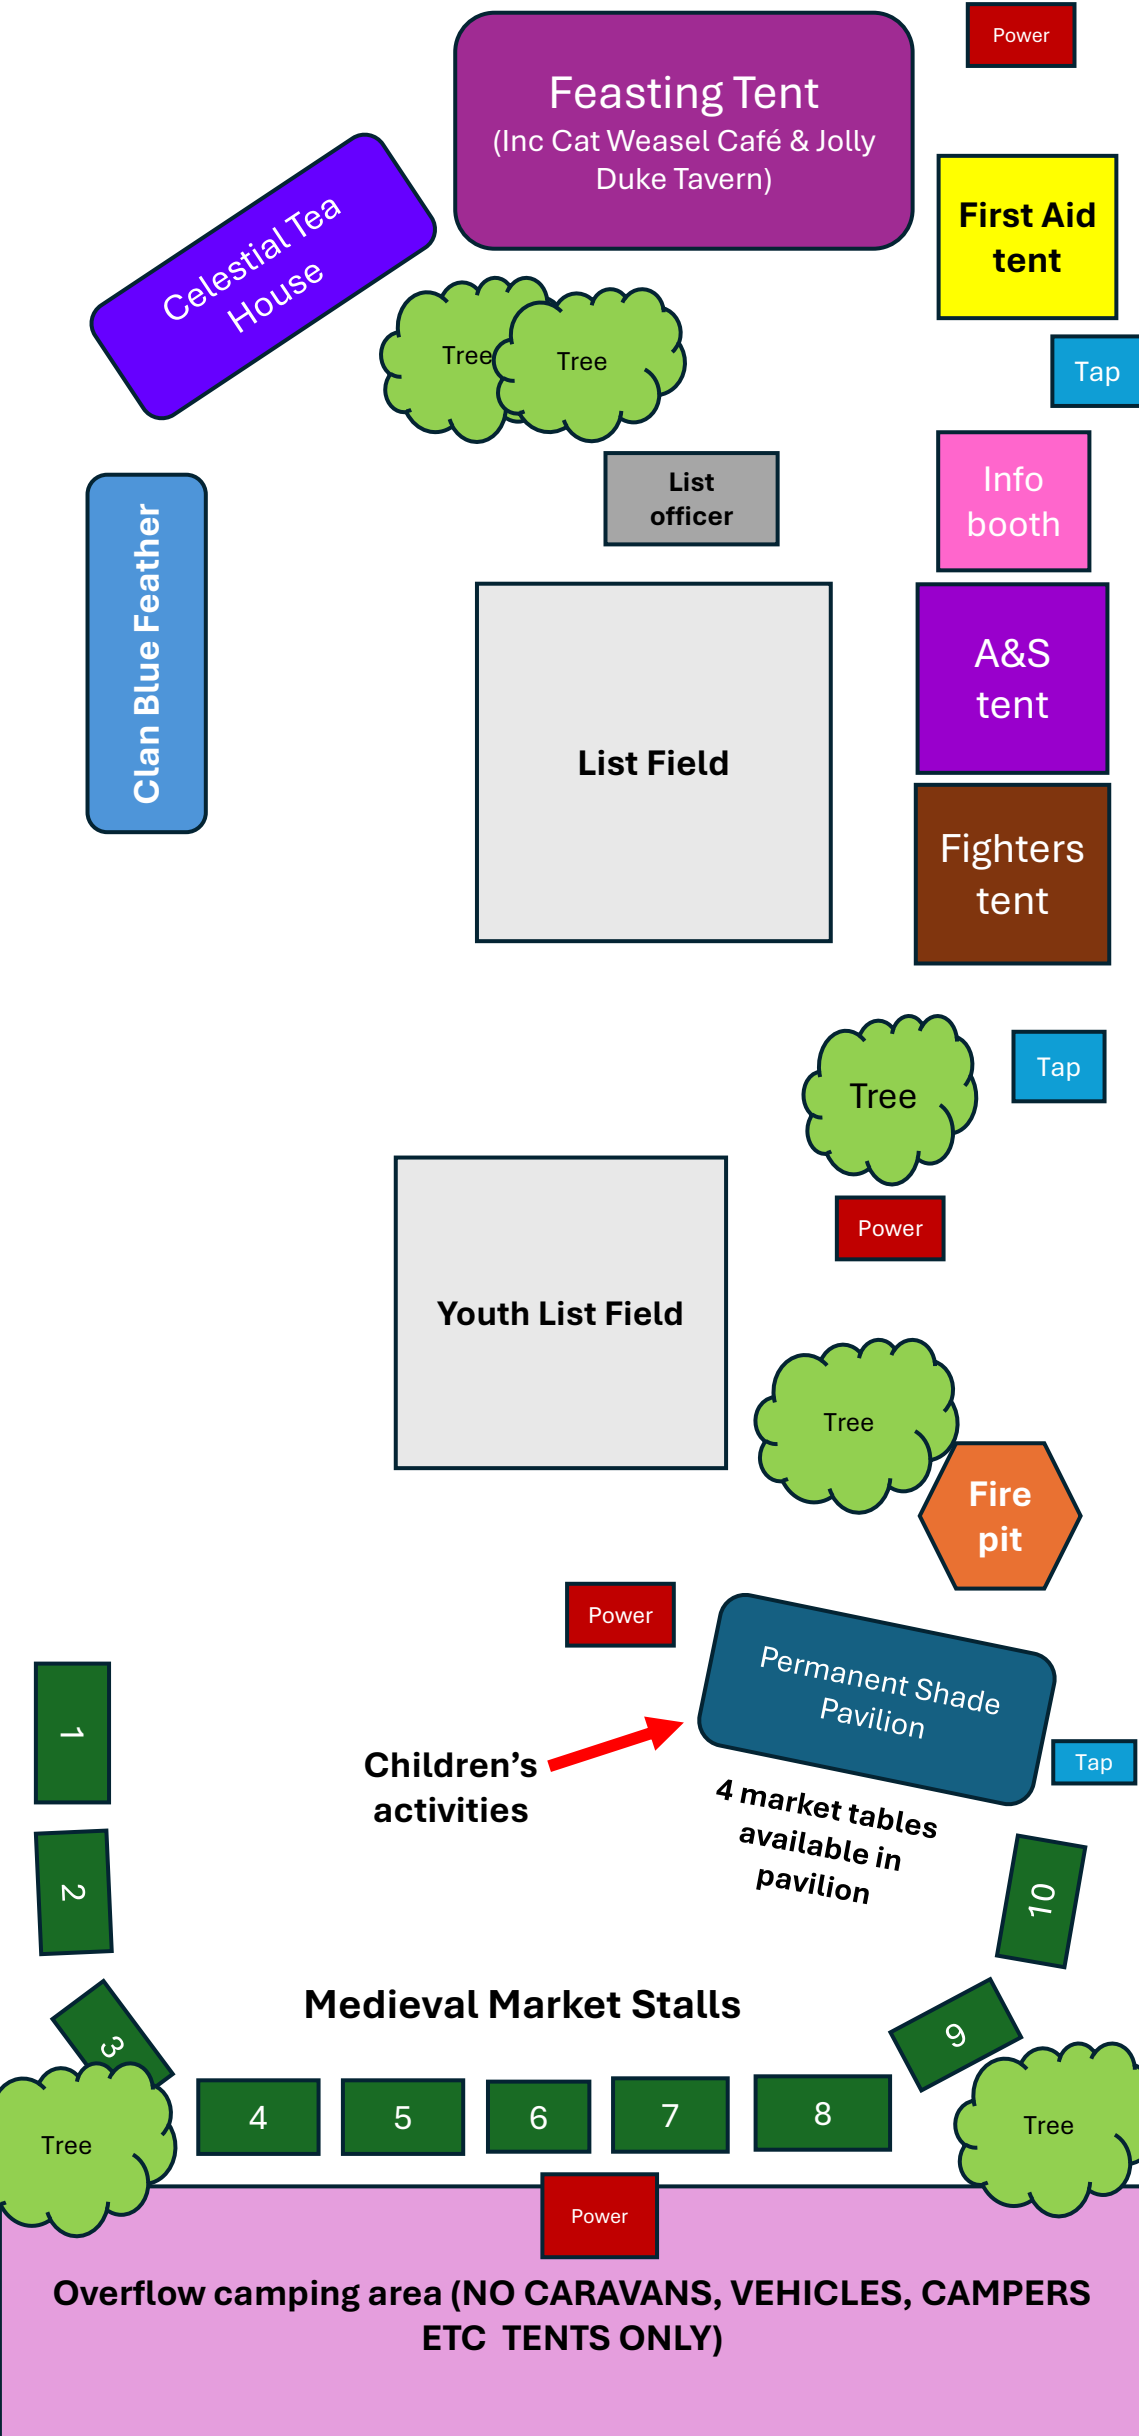 Power
Feasting Tent
(Inc Cat Weasel Café & Jolly
Duke Tavern)
First Aid
tent
Celestial Tea
House
Tree
Tree
Tap
List
officer
Info
booth
Clan Blue Feather
A&S
tent
List Field
Fighters
tent
Tree
Tap
Power
Youth List Field
Tree
Fire
pit
Power
Permanent Shade
Pavilion
Children's
activities
Tap
4 market tables
available in
pavilion
1
2
10
Medieval Market Stalls
3
9
4
5
6
7
8
Tree
Tree
Power
Overflow camping area (NO CARAVANS, VEHICLES, CAMPERS
ETC  TENTS ONLY)